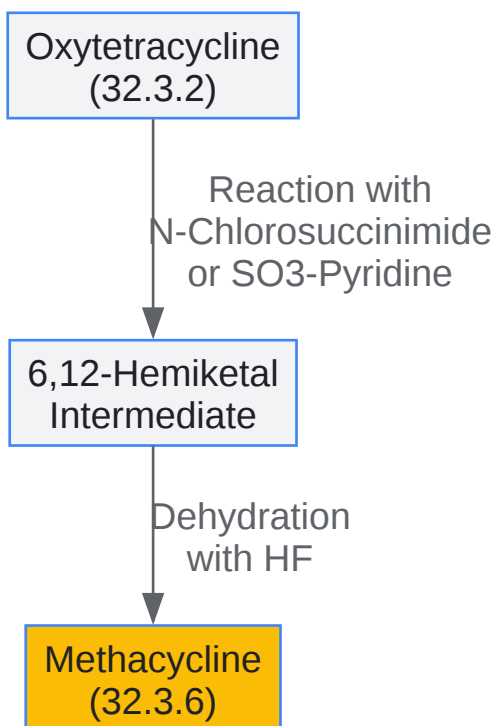 Oxytetracycline
(32.3.2)
Reaction with
N-Chlorosuccinimide
or SO3-Pyridine
6,12-Hemiketal
Intermediate
Dehydration
with HF
Methacycline
(32.3.6)